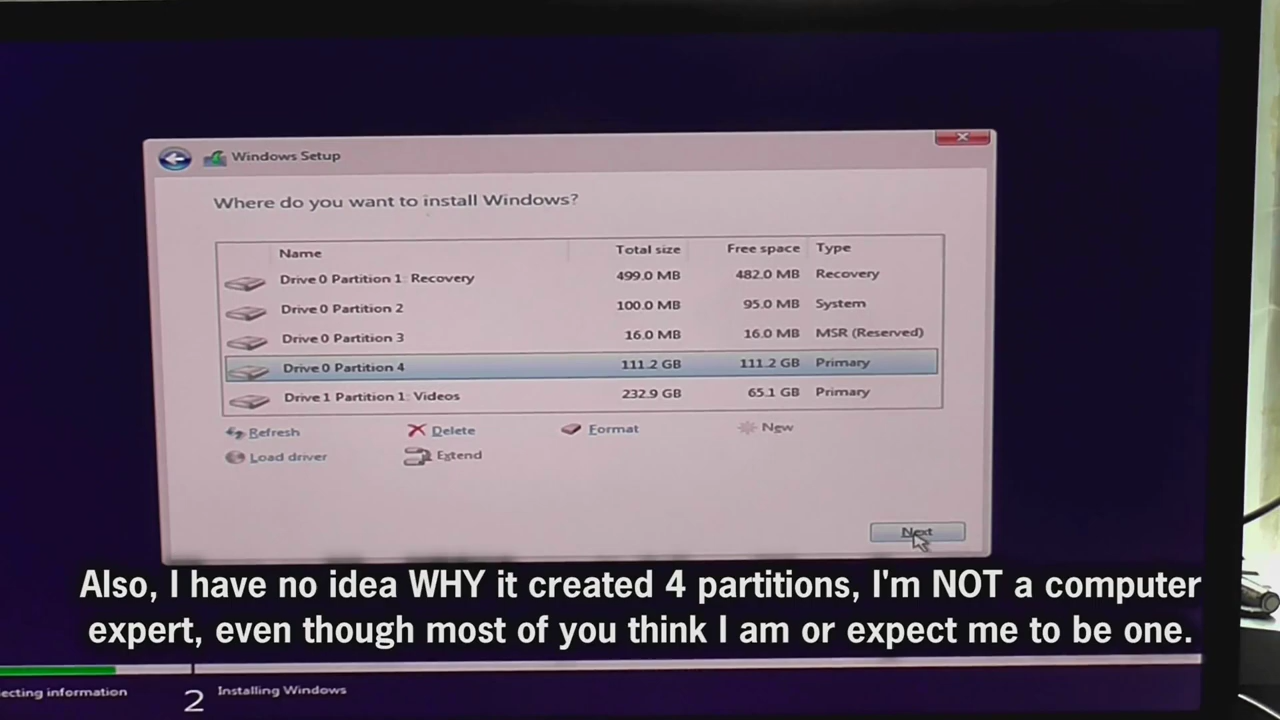 Windows Setup
Where do you want to install Windows?
Name Total size Free space Type
Drive 0 Partition 1: Recovery 499.0 MB 482.0 MB Recovery
Drive 0 Partition 2 100.0 MB 95.0 MB System
Drive 0 Partition 3 16.0 MB 16.0 MB MSR (Reserved)
Drive 0 Partition 4 111.2 GB 111.2 GB Primary
Drive 1 Partition 1: Videos 232.9 GB 65.1 GB Primary
Refresh Delete Format New
Load driver Extend
Next
Also, I have no idea WHY it created 4 partitions, I'm NOT a computer
expert, even though most of you think I am or expect me to be one.
ecting information 2 Installing Windows